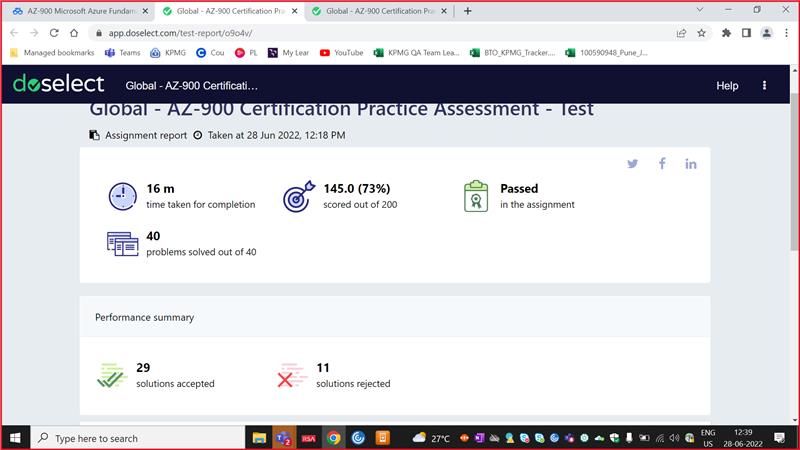 AZ-900 Microsoft Azure Fundam
Global - AZ-900 Certification Prac
Global - AZ-900 Certification Pra
app.doselect.com/test-report/o9o4v/
Managed bookmarks
Teams
KPMG
Cou
PL
My Lear
YouTube
KPMG QA Team Lea...
BTO_KPMG_Tracker....
100590948_Pune_J...
doselect
Global - AZ-900 Certificati...
Help
Global - AZ-900 Certification Practice Assessment - Test
Assignment report
Taken at 28 Jun 2022, 12:18 PM
16 m
time taken for completion
145.0 (73%)
scored out of 200
Passed
in the assignment
40
problems solved out of 40
Performance summary
29
solutions accepted
11
solutions rejected
Type here to search
2
RSA
27°C
ENG
US
12:39
28-06-2022